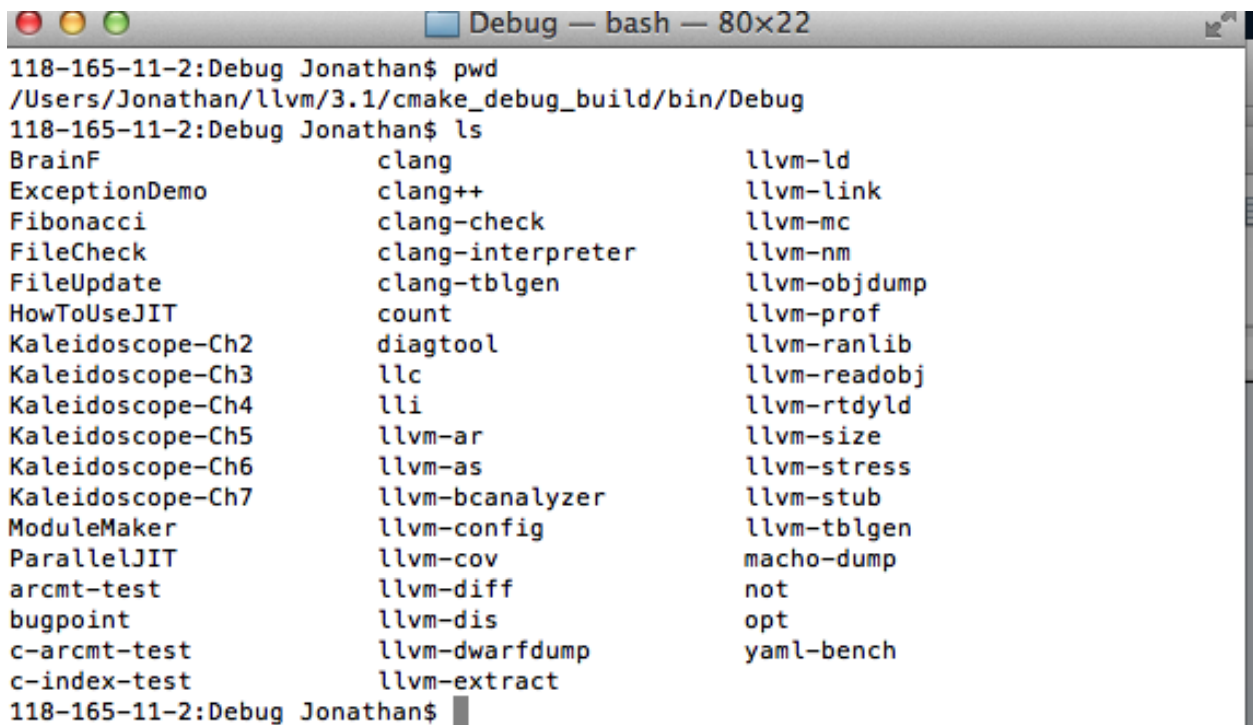 Debug — bash — 80×22
118-165-11-2:Debug Jonathan$ pwd
/Users/Jonathan/llvm/3.1/cmake_debug_build/bin/Debug
118-165-11-2:Debug Jonathan$ ls
BrainF clang llvm-ld
ExceptionDemo clang++ llvm-link
Fibonacci clang-check llvm-mc
FileCheck clang-interpreter llvm-nm
FileUpdate clang-tblgen llvm-objdump
HowToUseJIT count llvm-prof
Kaleidoscope-Ch2 diagtool llvm-ranlib
Kaleidoscope-Ch3 llc llvm-readobj
Kaleidoscope-Ch4 lli llvm-rtdyld
Kaleidoscope-Ch5 llvm-ar llvm-size
Kaleidoscope-Ch6 llvm-as llvm-stress
Kaleidoscope-Ch7 llvm-bcanalyzer llvm-stub
ModuleMaker llvm-config llvm-tblgen
ParallelJIT llvm-cov macho-dump
arcmt-test llvm-diff not
bugpoint llvm-dis opt
c-arcmt-test llvm-dwarfdump yaml-bench
c-index-test llvm-extract
118-165-11-2:Debug Jonathan$